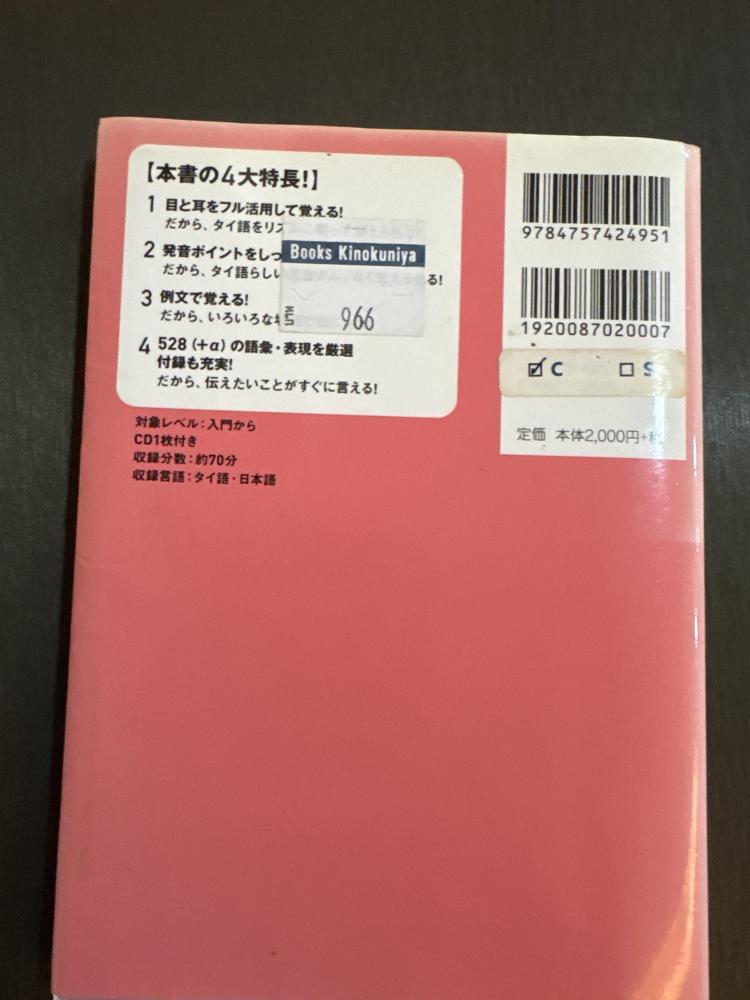 【本書の4大特長!】
1 目と耳をフル活用して覚える!
だから、タイ語をリス
2 発音ポイントをしっ
だから、タイ語らしい
る!
3 例文で覚える!
だから、いろいろな
4 528（+α）の語彙・表現を厳選
付録も充実!
だから、伝えたいことがすぐに言える!
Books Kinokuniya
966
対象レベル：入門から
CD1枚付き
収録分数：約70分
収録言語：タイ語・日本語
9784757424951
1920087020007
☑ C ☐ S
定価 本体2,000円+税